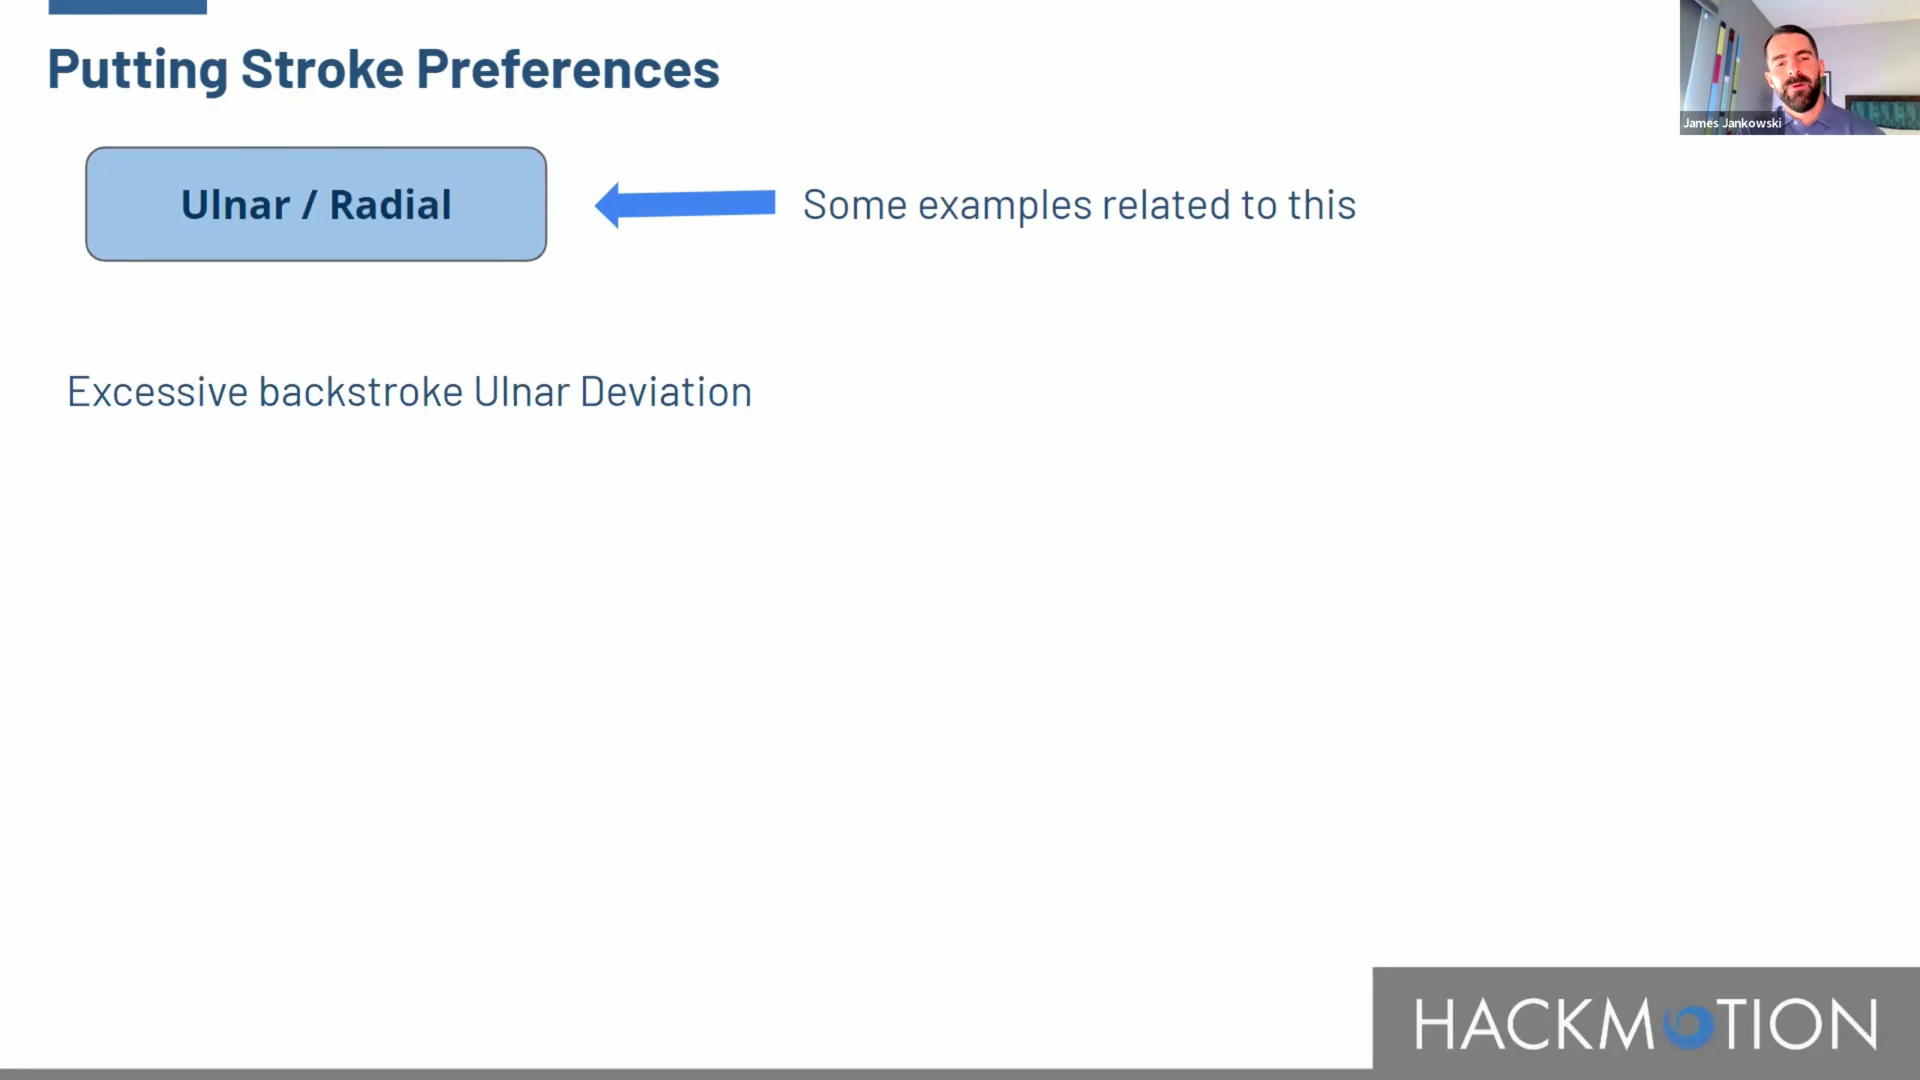 Putting Stroke Preferences
James Jankowski
Ulnar / Radial
Some examples related to this
Excessive backstroke Ulnar Deviation
HACKMOTION